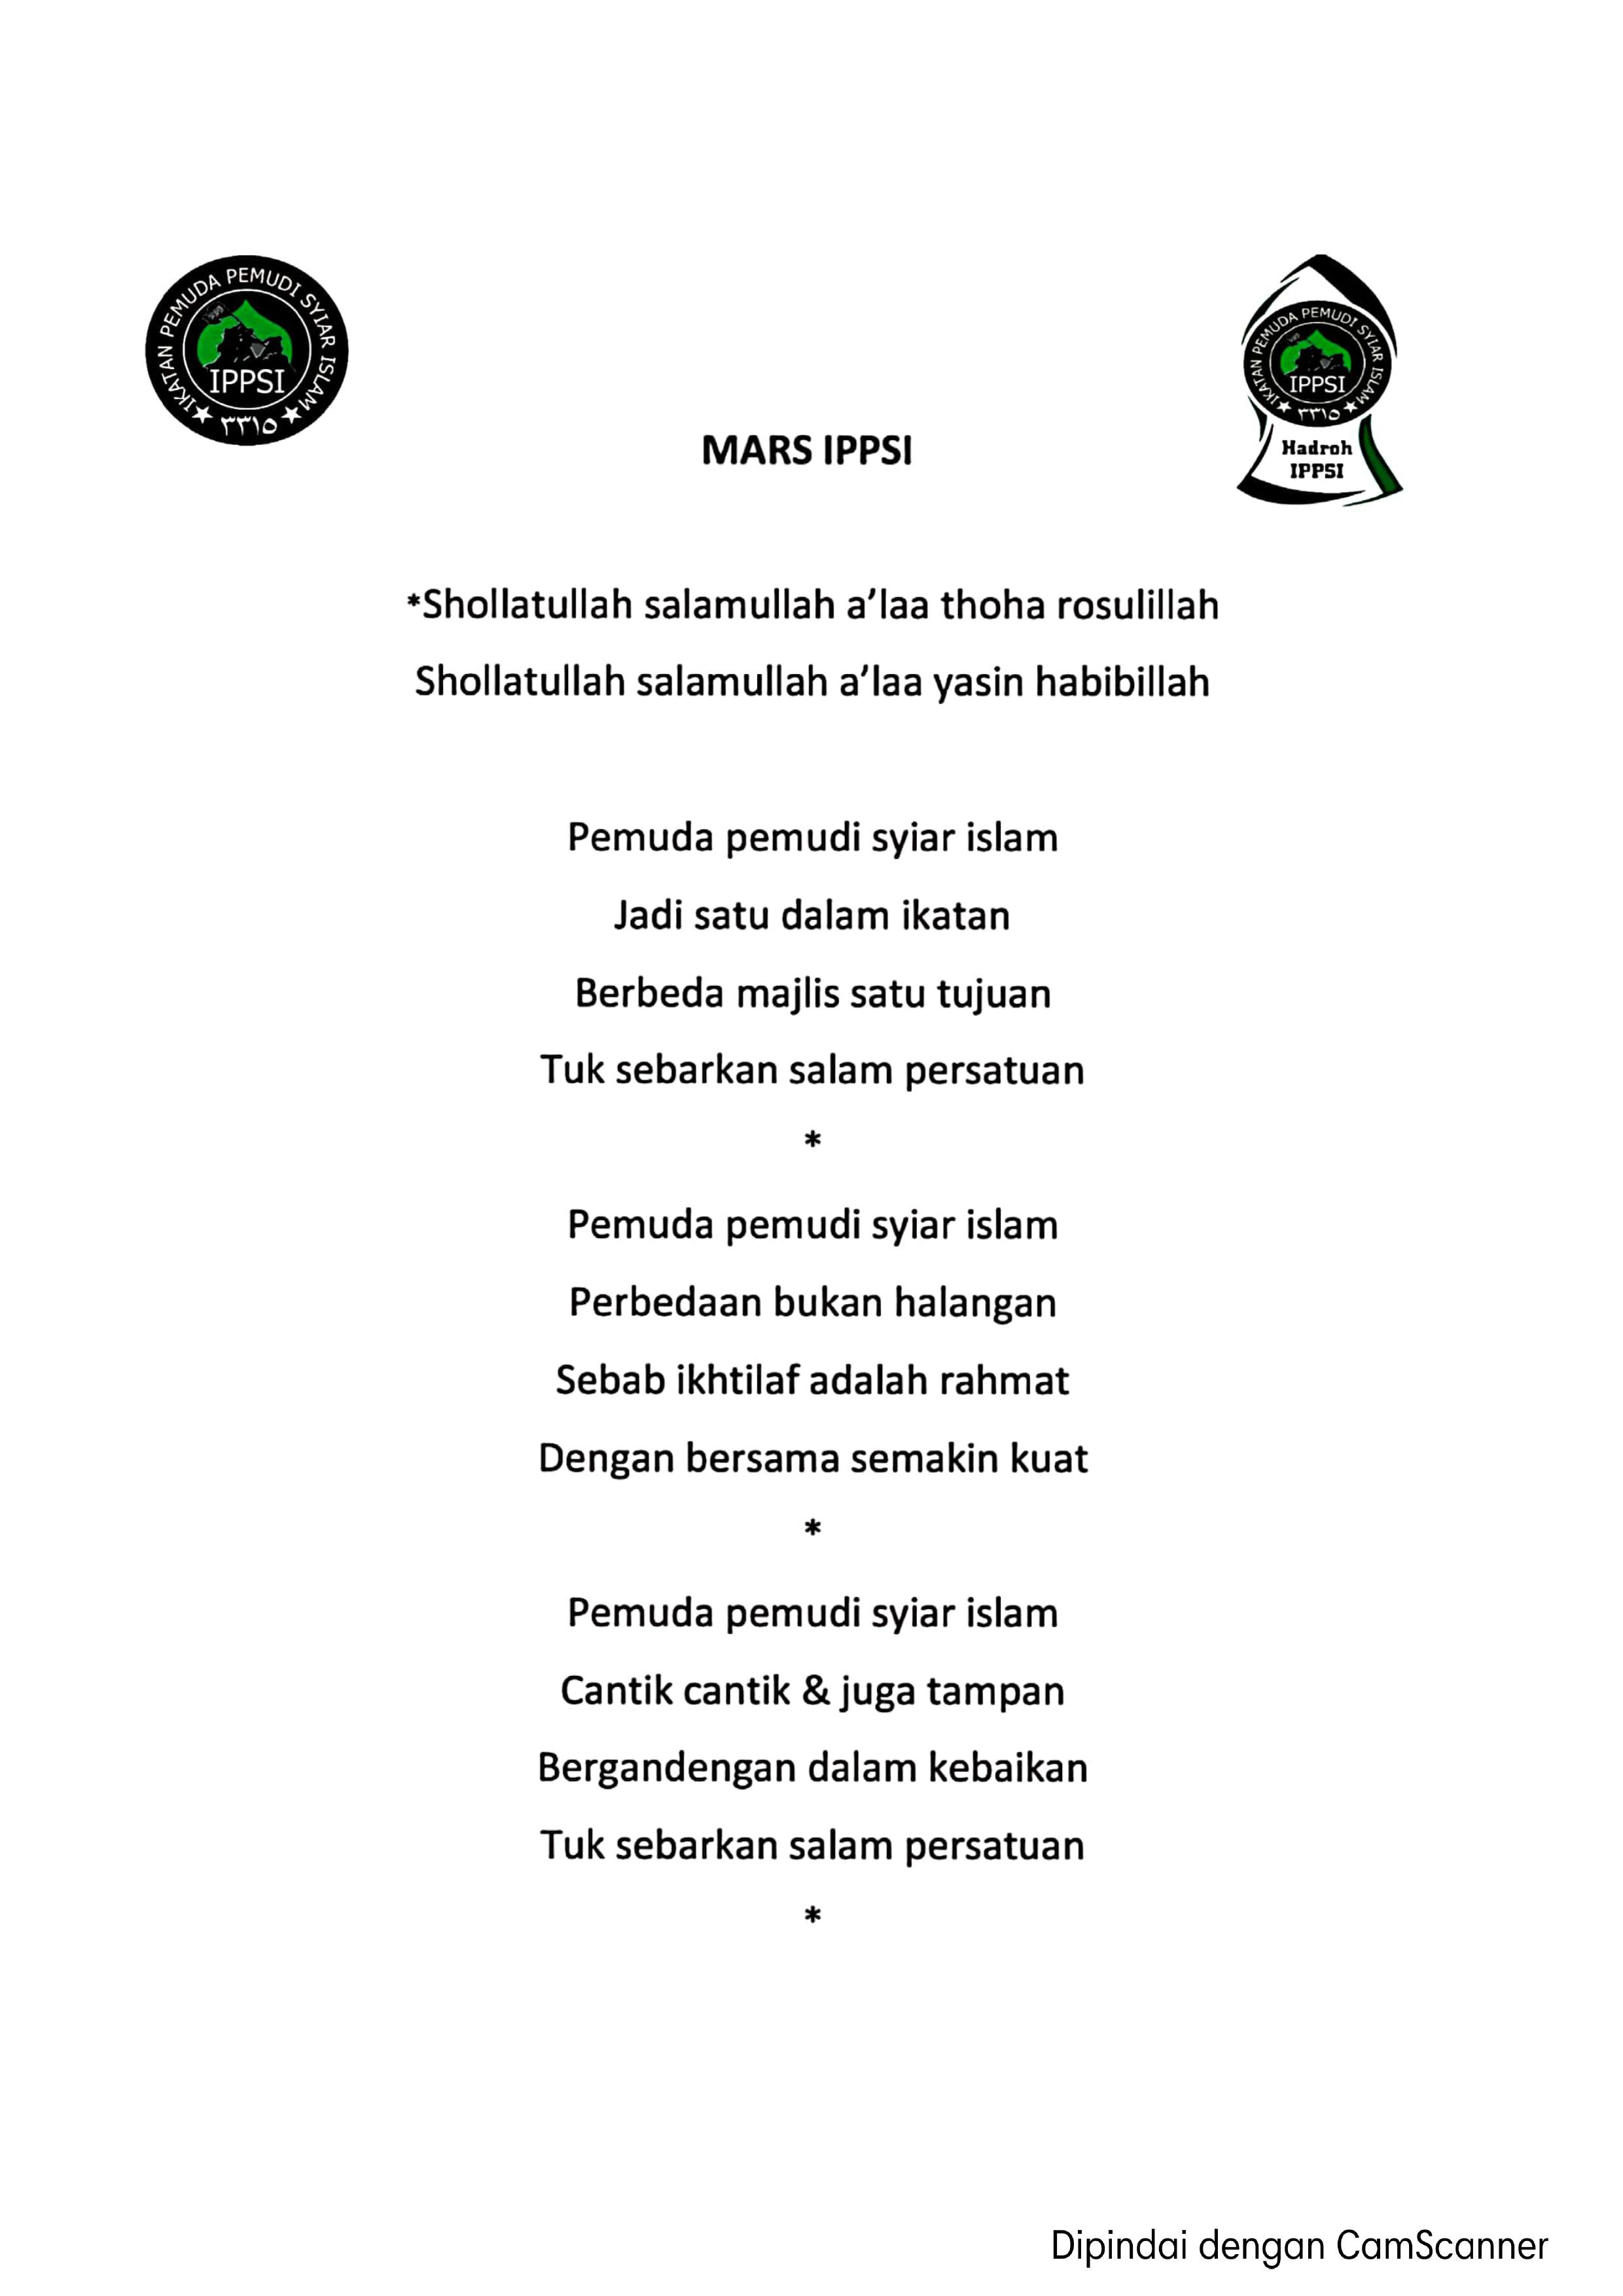 IKATAN PEMUDA PEMUDI SYIAR ISLAM
IPPSI
٣٣١٥
IKATAN PEMUDA PEMUDI SYIAR ISLAM
IPPSI
٣٣١٥
Hadroh
IPPSI
MARS IPPSI
*Shollatullah salamullah a’laa thoha rosulillah
Shollatullah salamullah a’laa yasin habibillah
Pemuda pemudi syiar islam
Jadi satu dalam ikatan
Berbeda majlis satu tujuan
Tuk sebarkan salam persatuan
*
Pemuda pemudi syiar islam
Perbedaan bukan halangan
Sebab ikhtilaf adalah rahmat
Dengan bersama semakin kuat
*
Pemuda pemudi syiar islam
Cantik cantik & juga tampan
Bergandengan dalam kebaikan
Tuk sebarkan salam persatuan
*
Dipindai dengan CamScanner